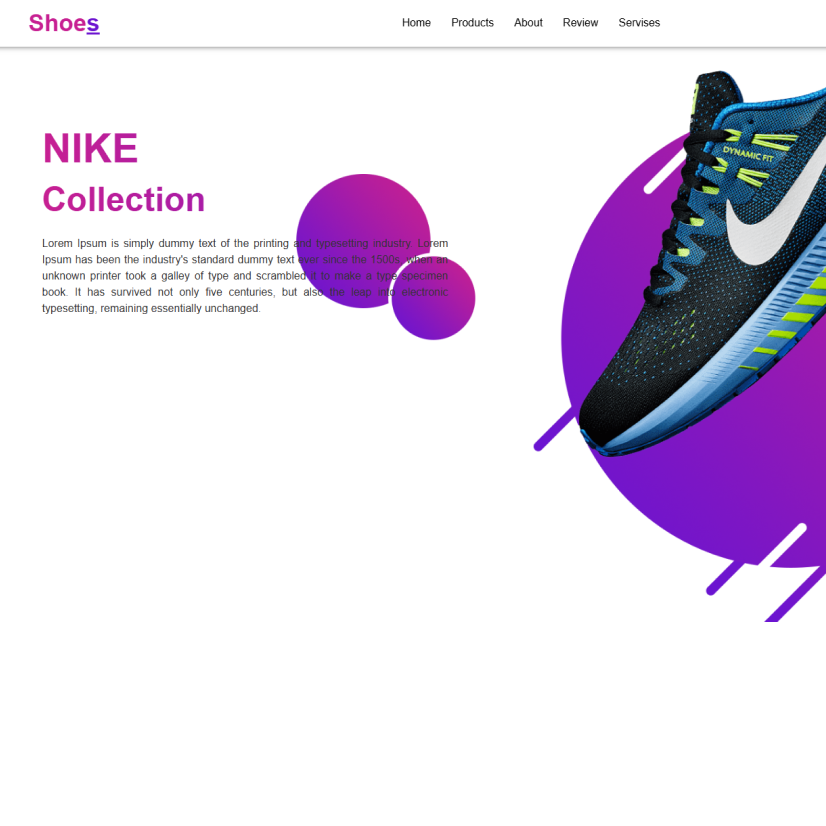 Shoes
Home Products About Review Servises
NIKE
Collection
DYNAMIC FIT
Lorem Ipsum is simply dummy text of the printing and typesetting industry. Lorem
Ipsum has been the industry's standard dummy text ever since the 1500s, when an
unknown printer took a galley of type and scrambled it to make a type specimen
book. It has survived not only five centuries, but also the leap into electronic
typesetting, remaining essentially unchanged.